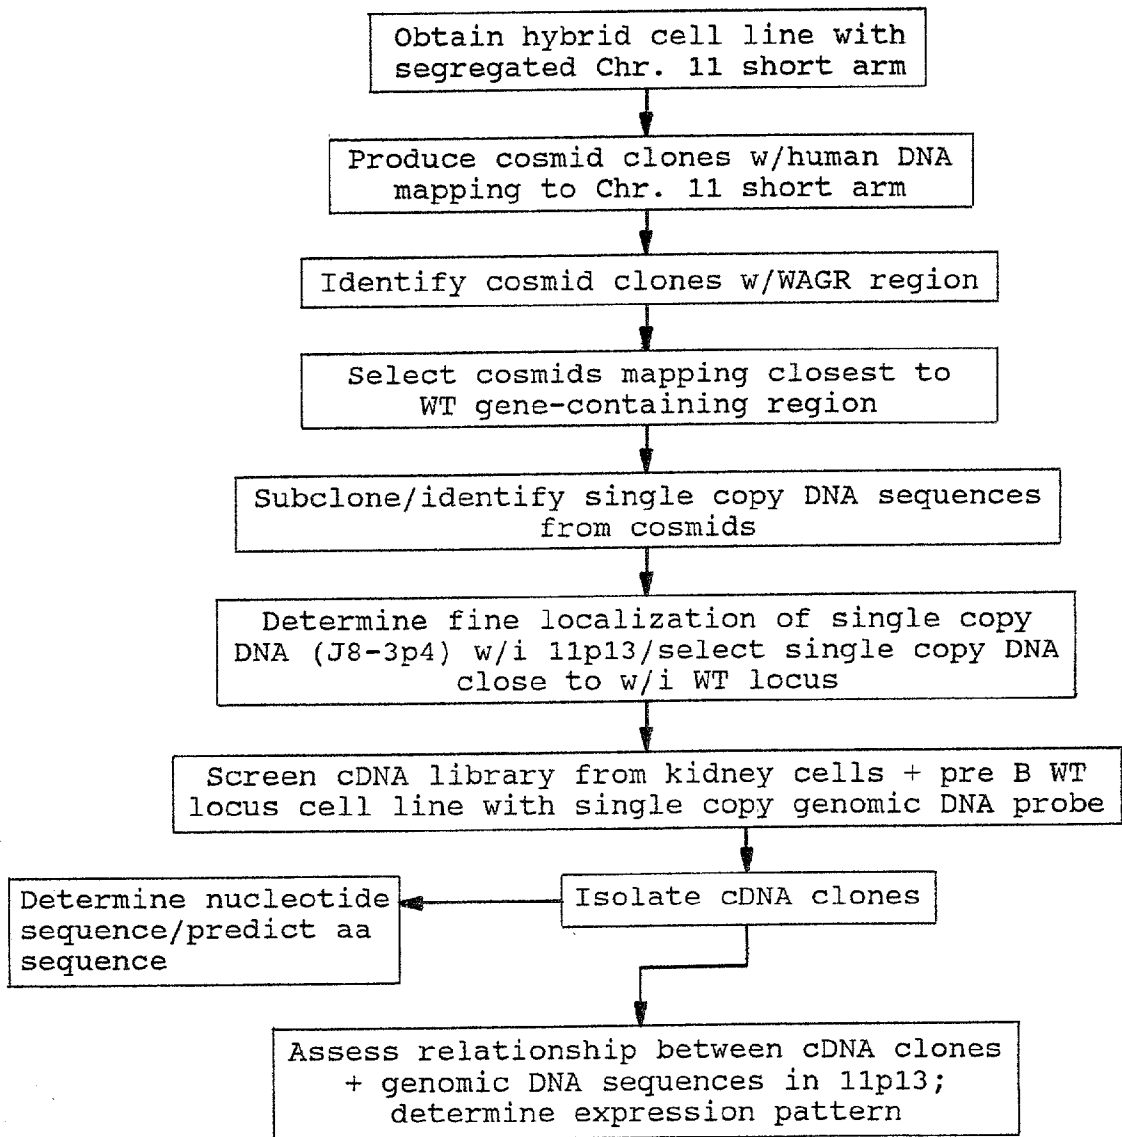 Obtain hybrid cell line with
segregated Chr. 11 short arm
Produce cosmid clones w/human DNA
mapping to Chr. 11 short arm
Identify cosmid clones w/WAGR region
Select cosmids mapping closest to
WT gene-containing region
Subclone/identify single copy DNA sequences
from cosmids
Determine fine localization of single copy
DNA (J8-3p4) w/i 11p13/select single copy DNA
close to w/i WT locus
Screen cDNA library from kidney cells + pre B WT
locus cell line with single copy genomic DNA probe
Isolate cDNA clones
Determine nucleotide
sequence/predict aa
sequence
Assess relationship between cDNA clones
+ genomic DNA sequences in 11p13;
determine expression pattern